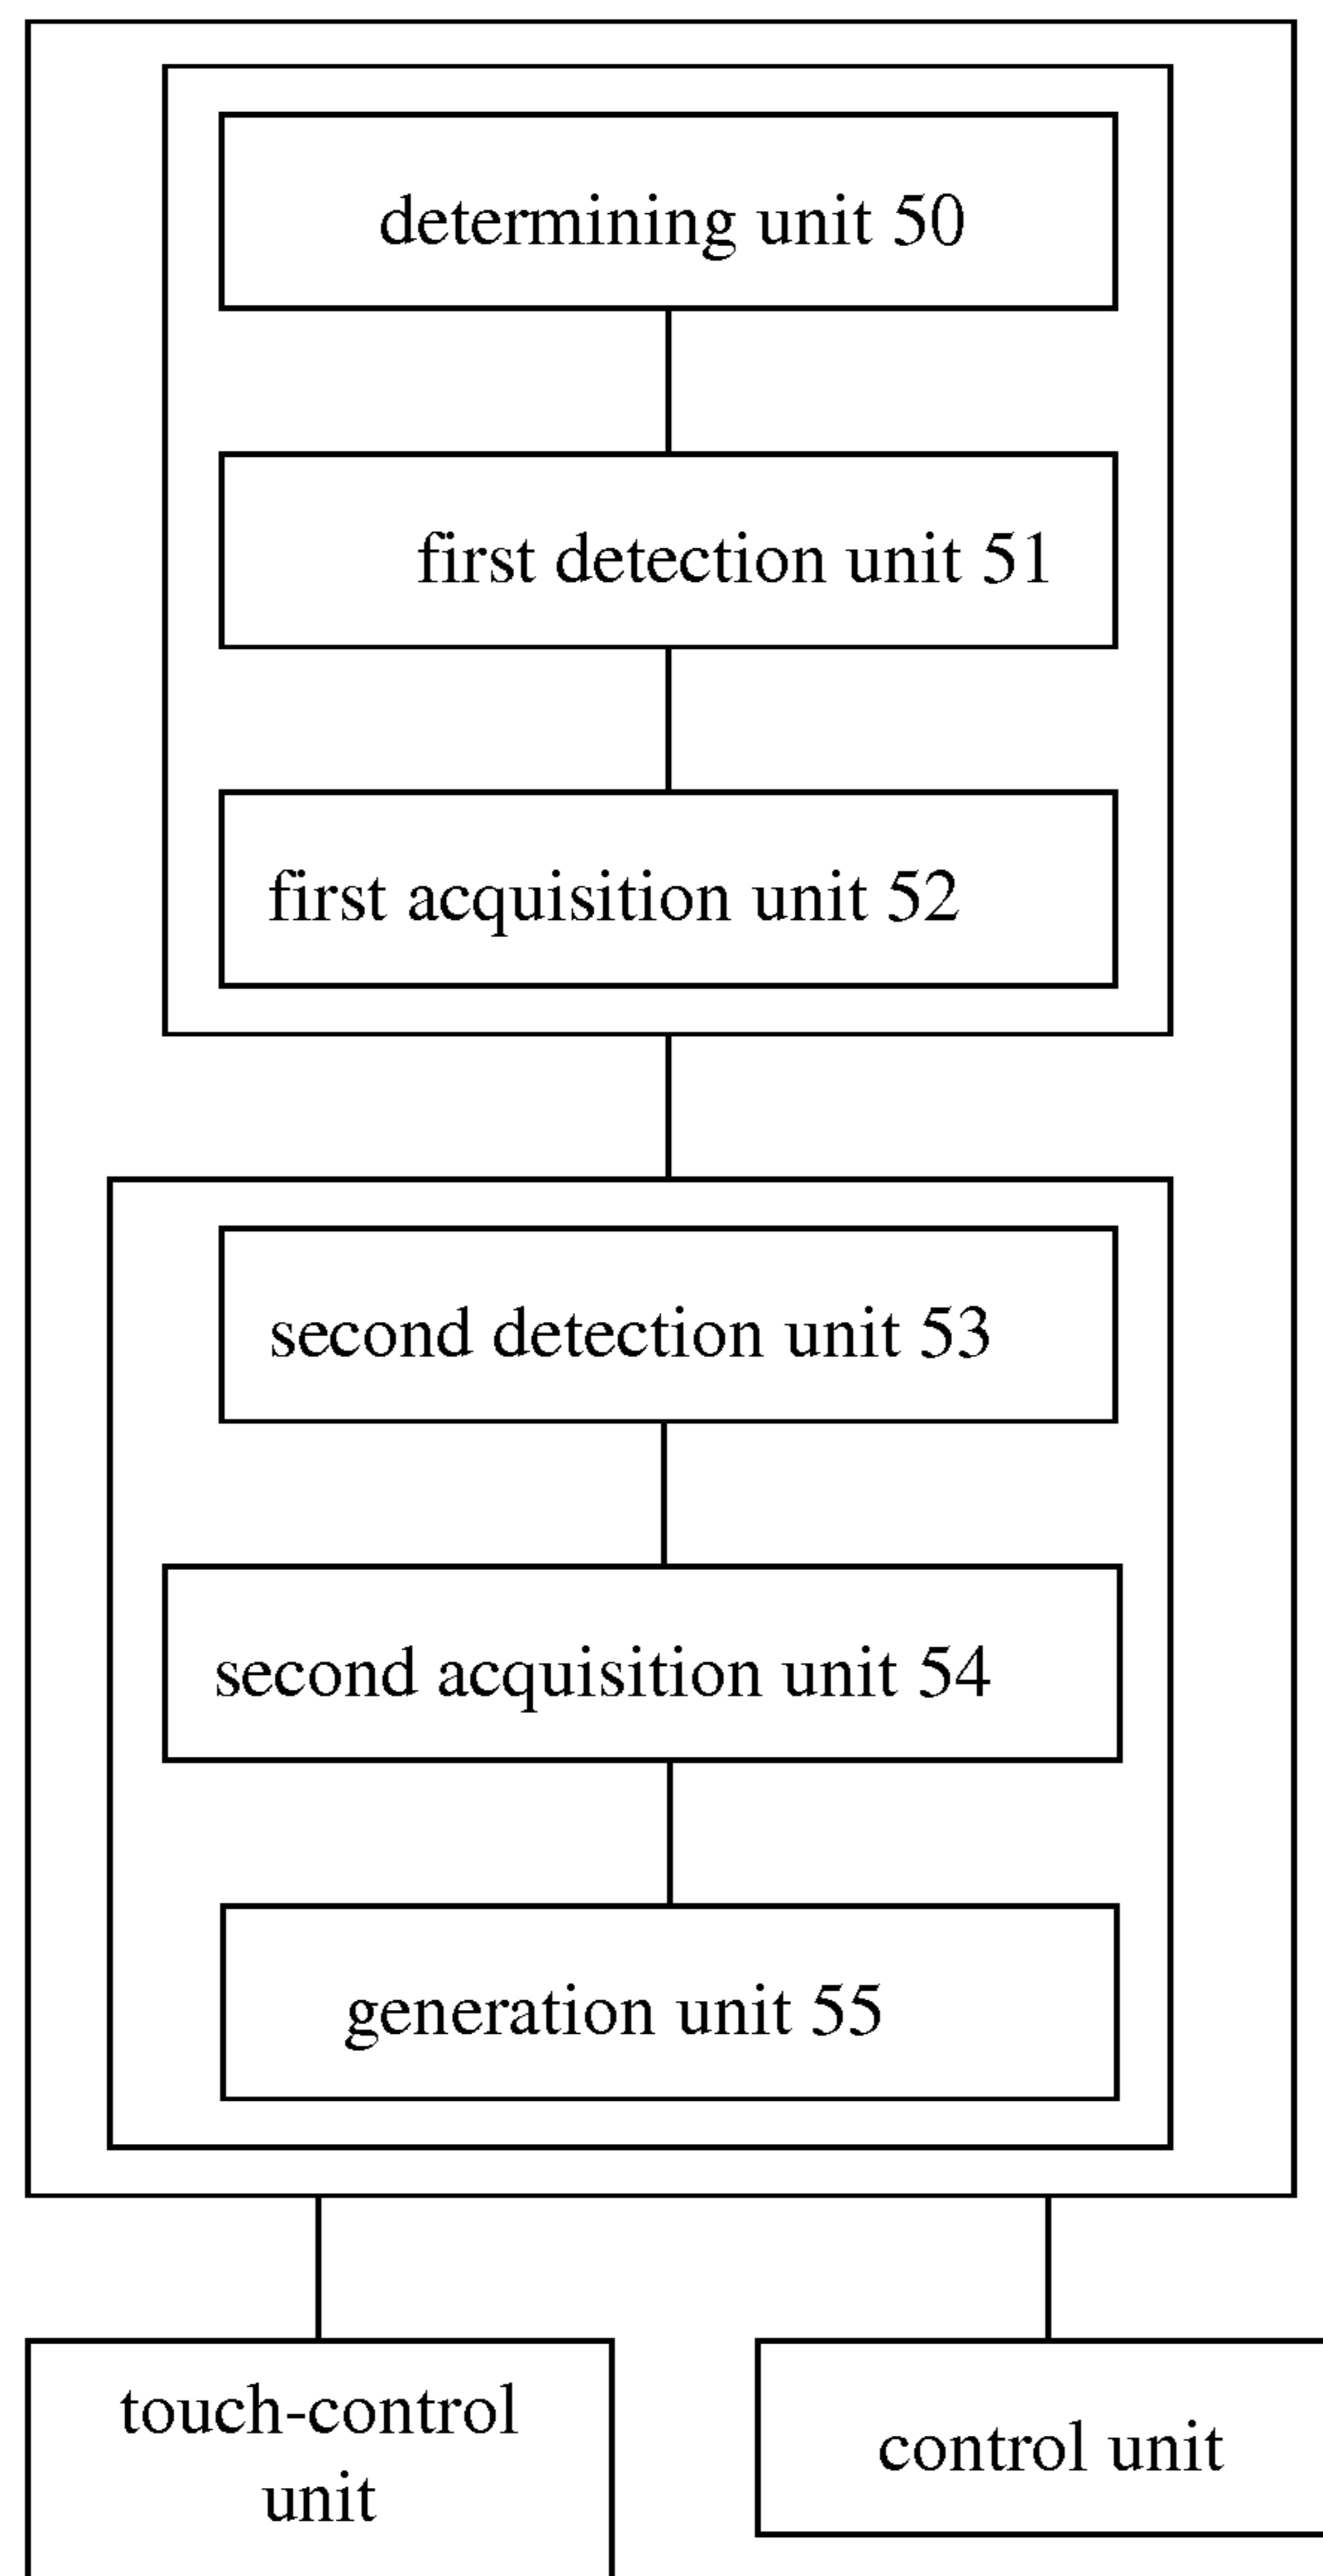 determining unit 50
first detection unit 51
first acquisition unit 52
second detection unit 53
second acquisition unit 54
generation unit 55
touch-control
unit
control unit